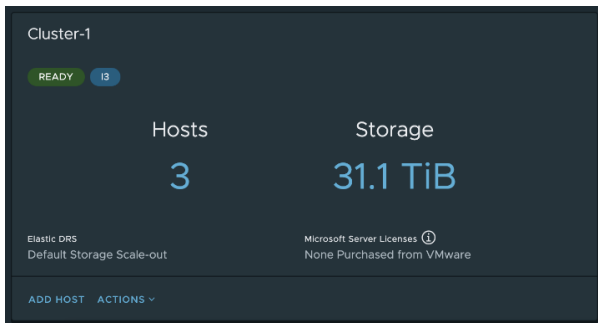 Cluster-1
READY I3
Hosts Storage
3 31.1 TiB
Elastic DRS Microsoft Server Licenses
Default Storage Scale-out None Purchased from VMware
ADD HOST ACTIONS